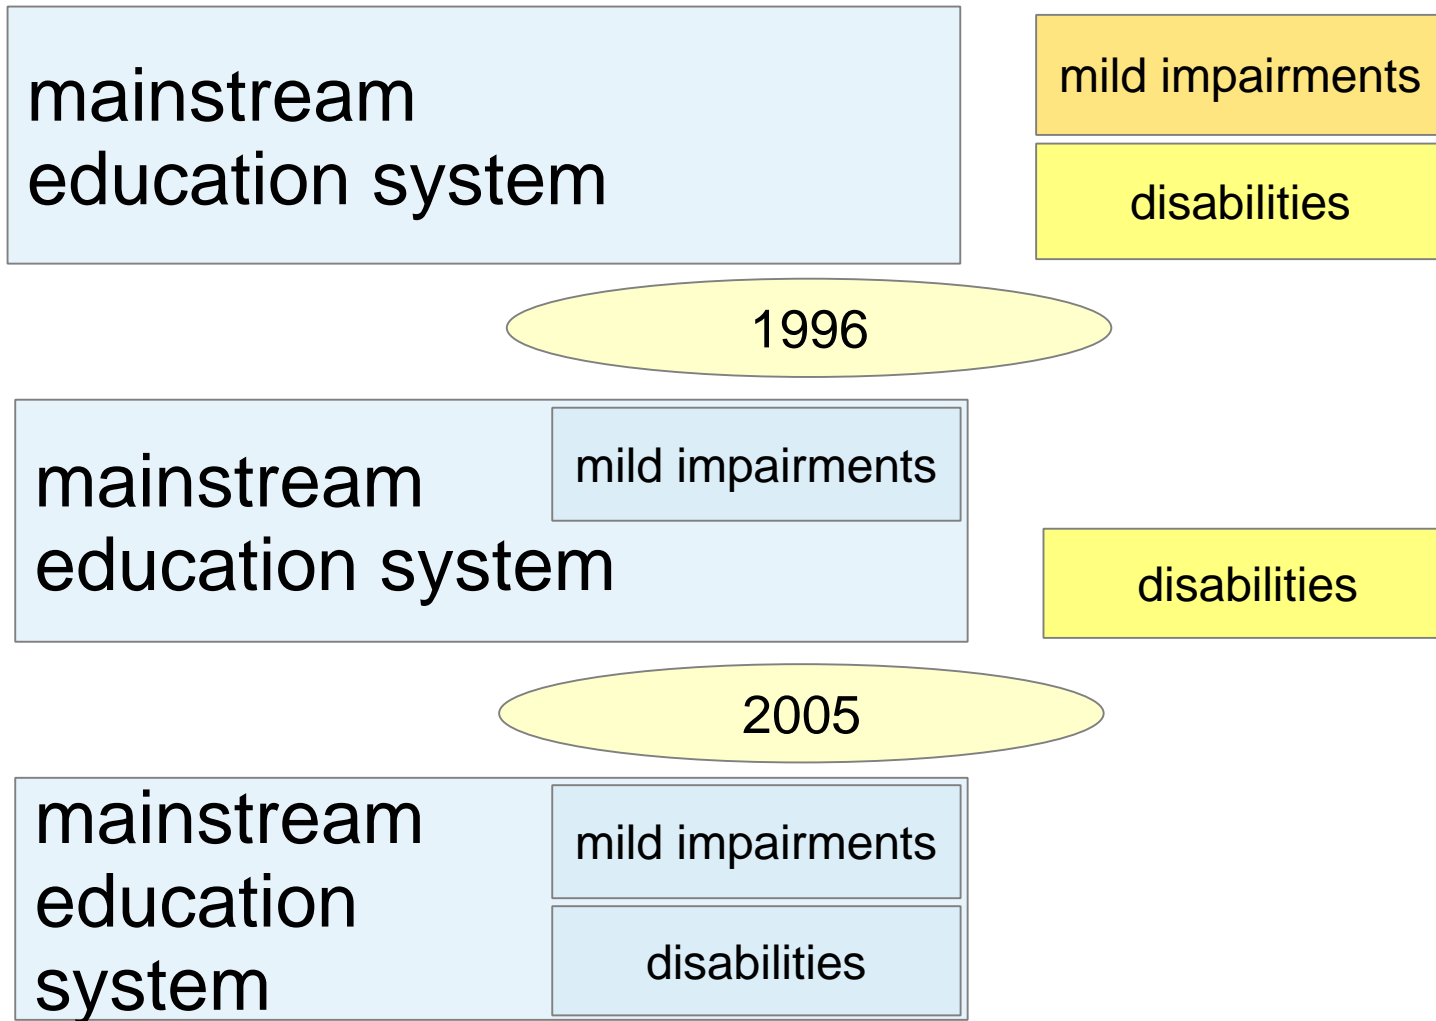 mainstream
education system
mild impairments
disabilities
1996
mainstream
education system
mild impairments
disabilities
2005
mainstream
education
system
mild impairments
disabilities